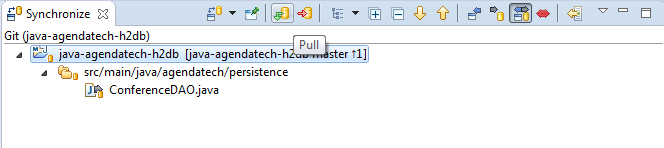 Synchronize
Git (java-agendatech-h2db)
Pull
java-agendatech-h2db [java-agendatech-h2db master ↑1]
src/main/java/agendatech/persistence
ConferenceDAO.java